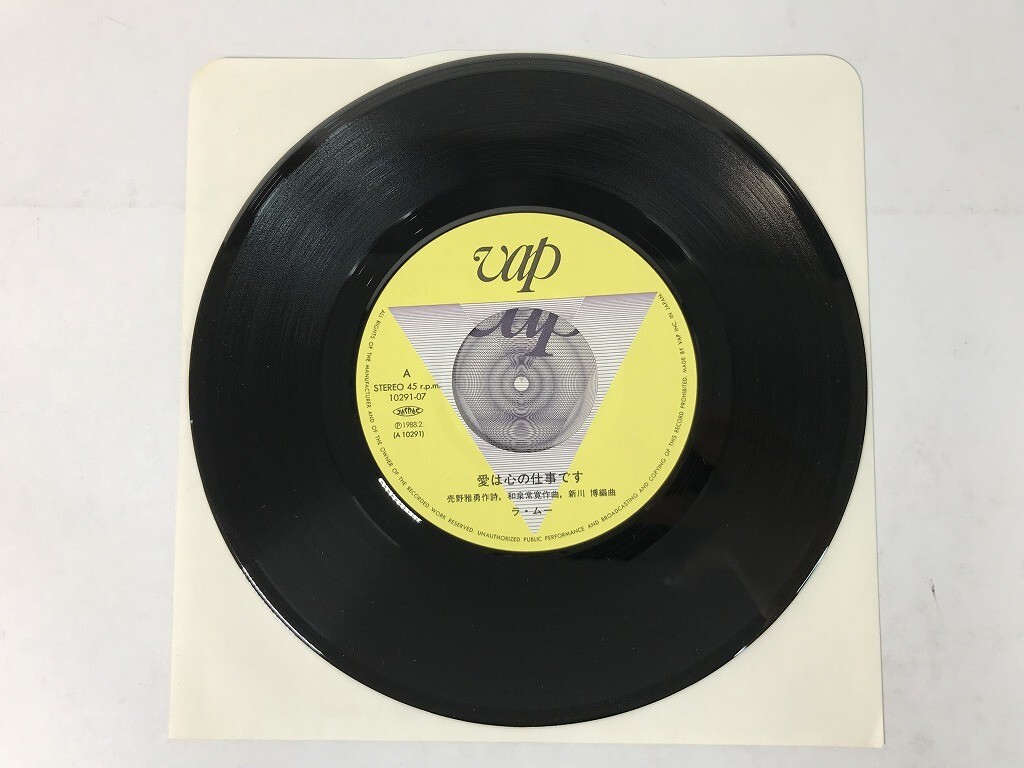 vap
A
STEREO 45 r.p.m.
10291-07
JASRAC
Ⓟ1988.2
(A 10291)
愛は心の仕事です
売野雅勇作詩, 和泉常寛作曲, 新川 博編曲
ラ・ムー
ALL RIGHTS OF THE MANUFACTURER AND OF THE OWNER OF THE RECORDED WORK RESERVED. UNAUTHORIZED PUBLIC PERFORMANCE AND BROADCASTING AND COPYING OF THIS RECORD PROHIBITED. MADE BY VAP INC. IN JAPAN